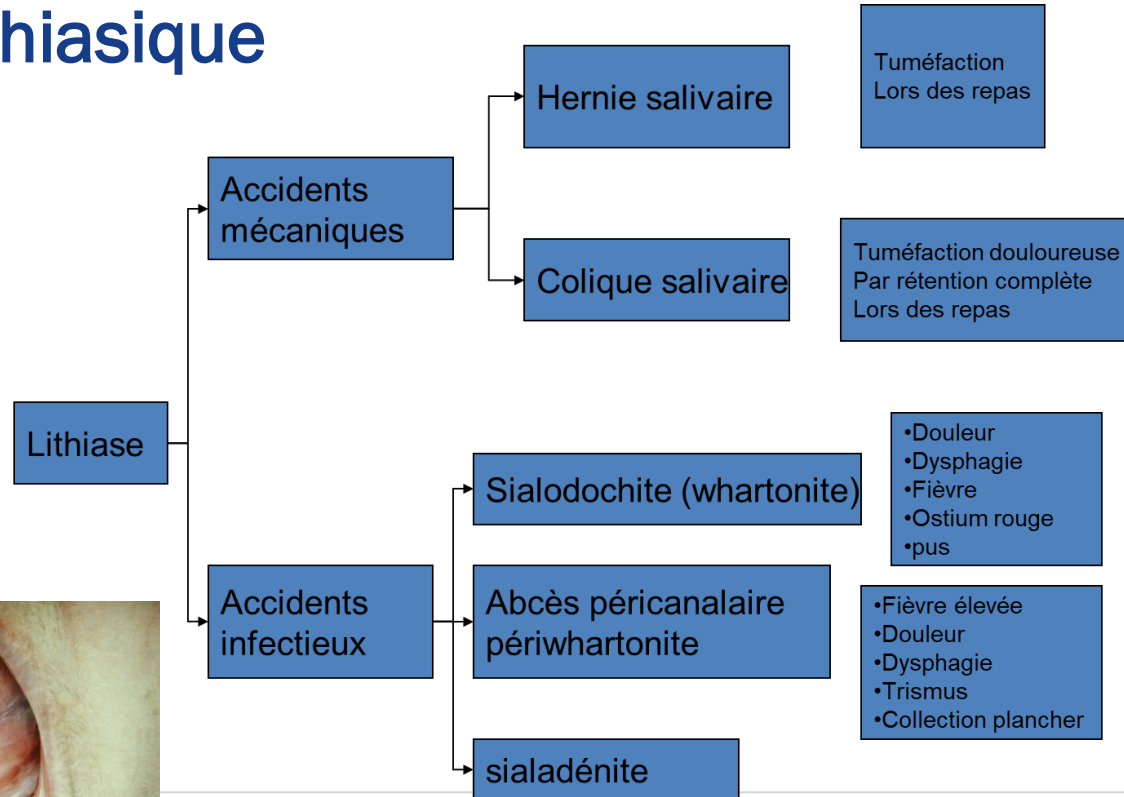 hiasique
Hernie salivaire
Tuméfaction
Lors des repas
Accidents
mécaniques
Colique salivaire
Tuméfaction douloureuse
Par rétention complète
Lors des repas
Lithiase
Sialodochite (whartonite)
•Douleur
•Dysphagie
•Fièvre
•Ostium rouge
•pus
Accidents
infectieux
Abcès péricanalaire
périwhartonite
•Fièvre élevée
•Douleur
•Dysphagie
•Trismus
•Collection plancher
sialadénite